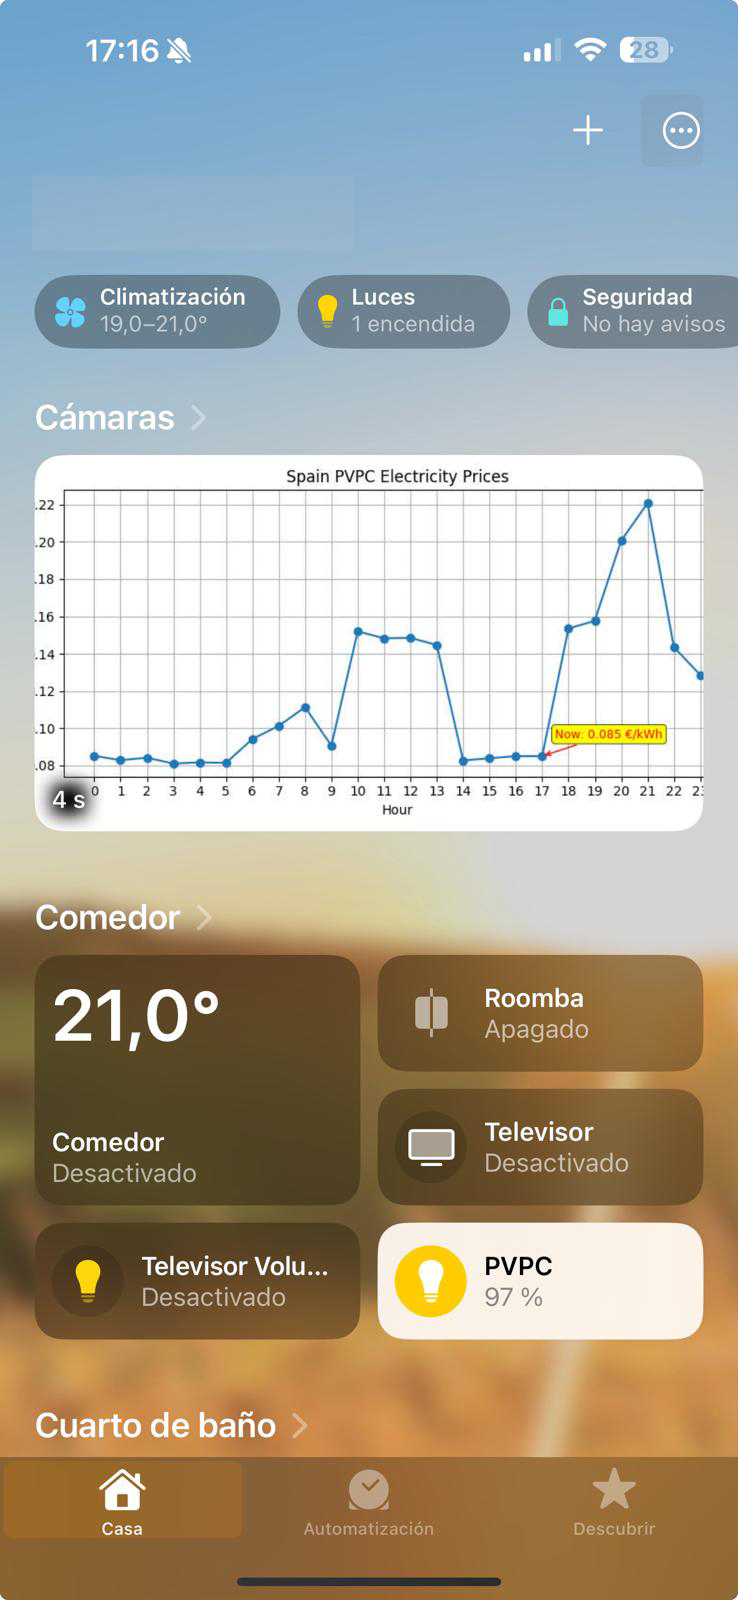 17:16
28
Climatización
19,0–21,0°
Luces
1 encendida
Seguridad
No hay avisos
Cámaras
Spain PVPC Electricity Prices
.22
.20
.18
.16
.14
.12
.10
.08
Now: 0.085 €/kWh
0 1 2 3 4 5 6 7 8 9 10 11 12 13 14 15 16 17 18 19 20 21 22 23
4 s
Hour
Comedor
21,0°
Comedor
Desactivado
Roomba
Apagado
Televisor
Desactivado
Televisor Volu...
Desactivado
PVPC
97 %
Cuarto de baño
Casa
Automatización
Descubrir